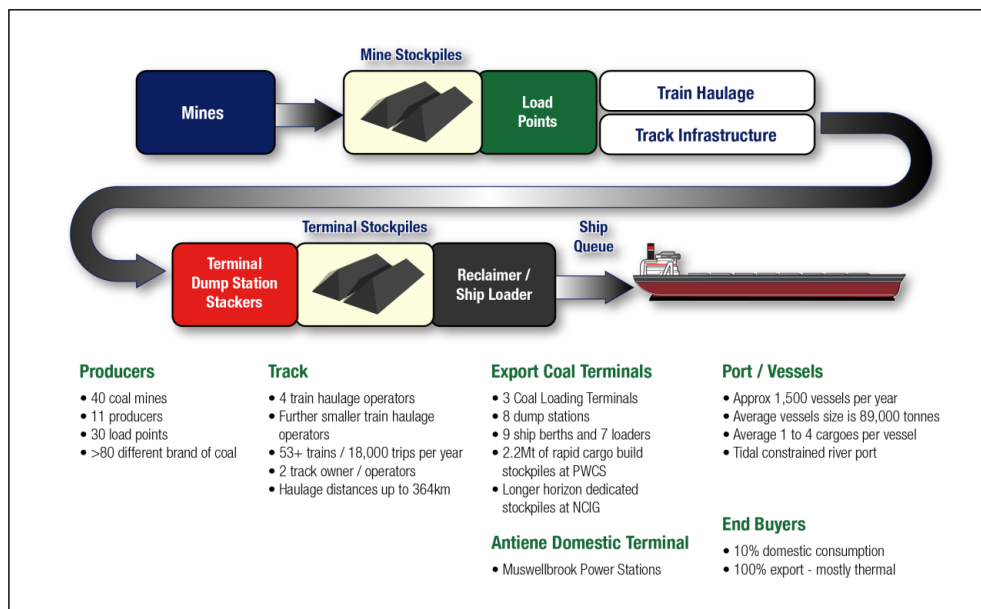 Mine Stockpiles
Mines
Load
Points
Train Haulage
Track Infrastructure
Terminal Stockpiles
Ship
Queue
Terminal
Dump Station
Stackers
Reclaimer /
Ship Loader
Producers
• 40 coal mines
• 11 producers
• 30 load points
• >80 different brand of coal
Track
• 4 train haulage operators
• Further smaller train haulage
operators
• 53+ trains / 18,000 trips per year
• 2 track owner / operators
• Haulage distances up to 364km
Export Coal Terminals
• 3 Coal Loading Terminals
• 8 dump stations
• 9 ship berths and 7 loaders
• 2.2Mt of rapid cargo build
stockpiles at PWCS
• Longer horizon dedicated
stockpiles at NCIG
Antiene Domestic Terminal
• Muswellbrook Power Stations
Port / Vessels
• Approx 1,500 vessels per year
• Average vessels size is 89,000 tonnes
• Average 1 to 4 cargoes per vessel
• Tidal constrained river port
End Buyers
• 10% domestic consumption
• 100% export - mostly thermal